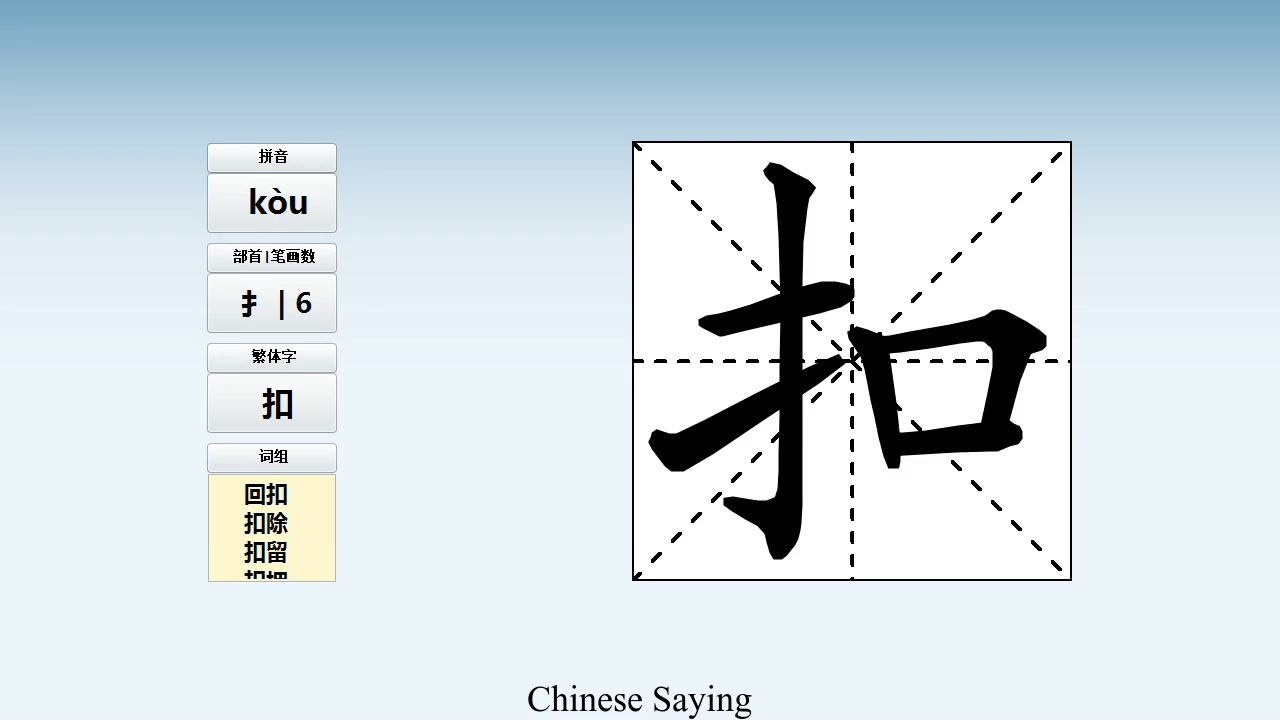 拼音
kòu
部首|笔画数
扌 | 6
繁体字
扣
词组
回扣
扣除
扣留
扣
Chinese Saying